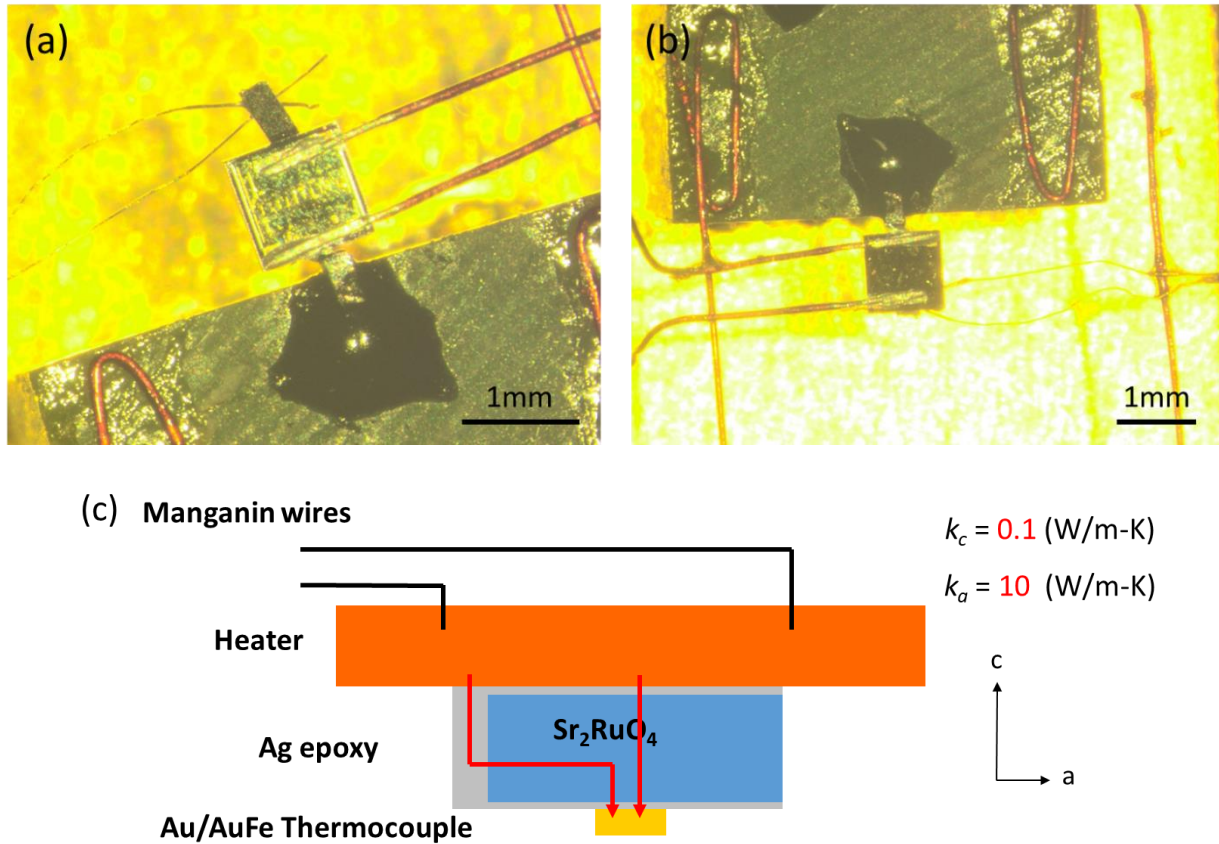 (a)
1mm
(b)
1mm
(c) Manganin wires
k_c = 0.1 (W/m-K)
k_a = 10 (W/m-K)
Heater
Sr₂RuO₄
Ag epoxy
Au/AuFe Thermocouple
c
a